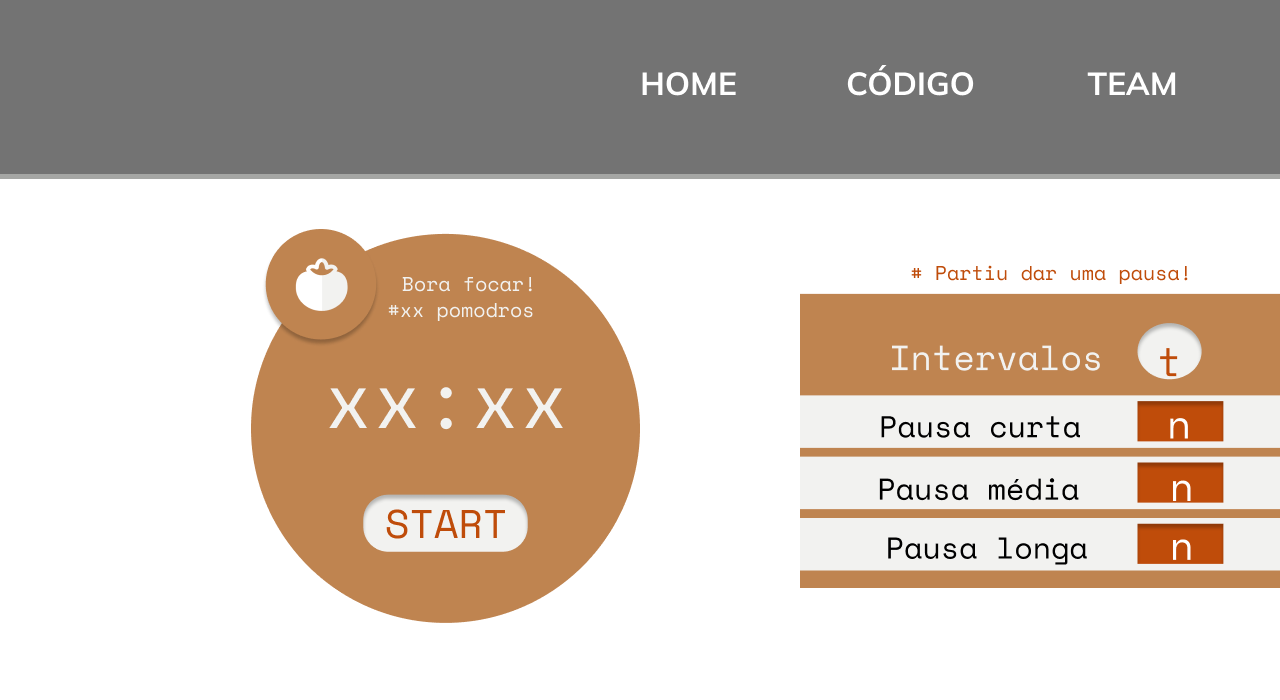 HOME CÓDIGO TEAM
Bora focar!
#xx pomodros
xx:xx
START
# Partiu dar uma pausa!
Intervalos t
Pausa curta n
Pausa média n
Pausa longa n